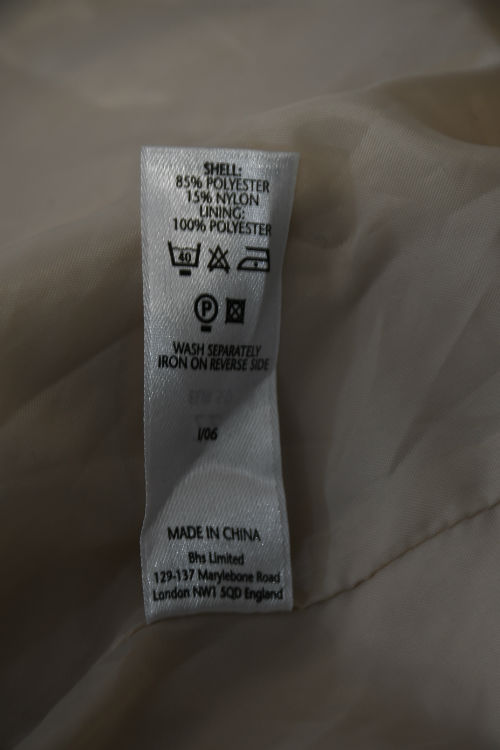 SHELL:
85% POLYESTER
15% NYLON
LINING:
100% POLYESTER
40
P
WASH SEPARATELY
IRON ON REVERSE SIDE
I/06
MADE IN CHINA
Bhs Limited
129-137 Marylebone Road
London NW1 5QD England